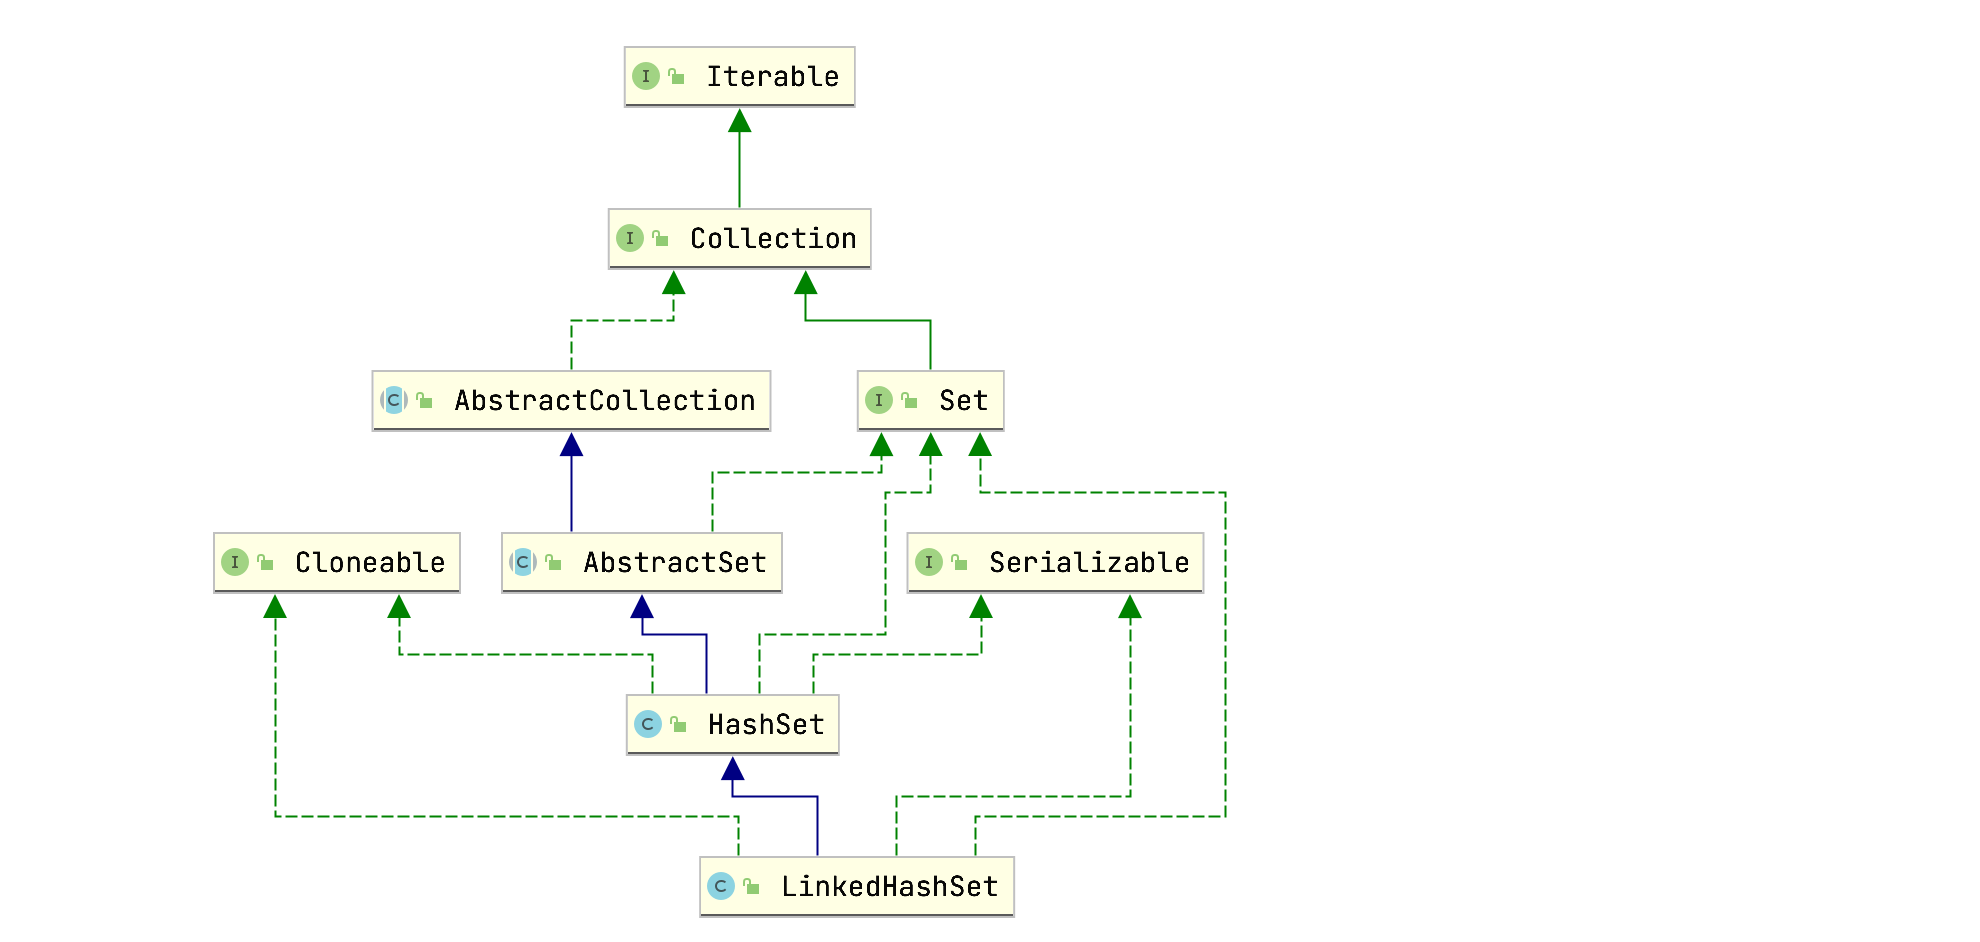 I Iterable
I Collection
C AbstractCollection
I Set
I Cloneable
C AbstractSet
I Serializable
C HashSet
C LinkedHashSet